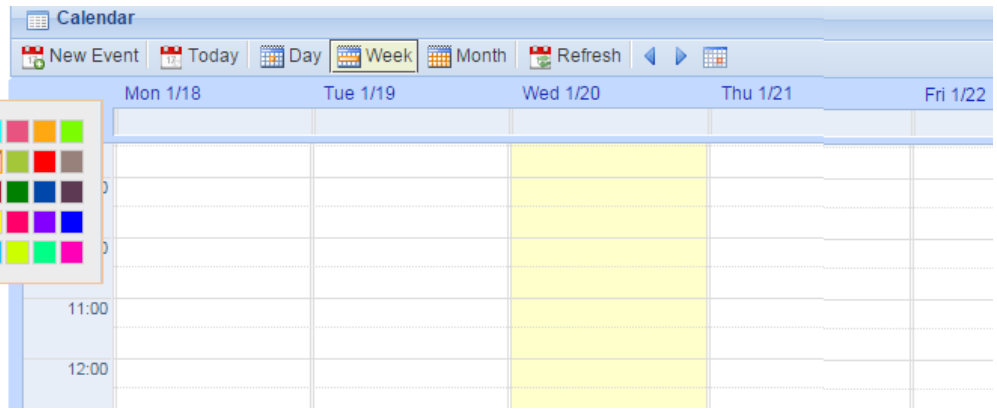 Calendar
New Event Today Day Week Month Refresh
Mon 1/18 Tue 1/19 Wed 1/20 Thu 1/21 Fri 1/22
11:00
12:00